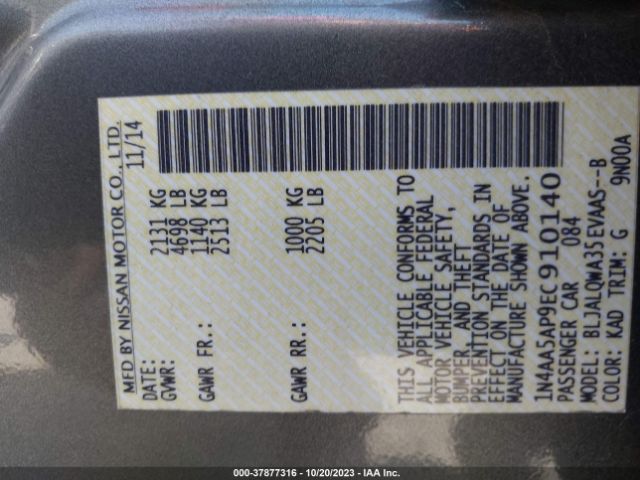 MFD BY NISSAN MOTOR CO., LTD.
DATE: 11/14
GVWR: 2131 KG
4698 LB
GAWR FR.: 1140 KG
2513 LB
GAWR RR.: 1000 KG
2205 LB
THIS VEHICLE CONFORMS TO
ALL APPLICABLE FEDERAL
MOTOR VEHICLE SAFETY,
BUMPER, AND THEFT
PREVENTION STANDARDS IN
EFFECT ON THE DATE OF
MANUFACTURE SHOWN ABOVE.
1N4AA5AP9EC910140
PASSENGER CAR 084
MODEL: BLJALQWA35EVAAS--B
COLOR: KAD TRIM: G 9N00A
000-37877316 - 10/20/2023 - IAA Inc.